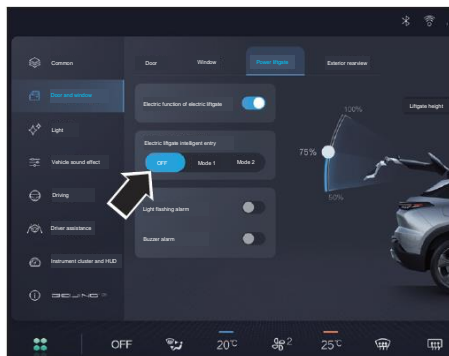 Common
Door
Window
Power liftgate
Exterior rearview
Door and window
Electric function of electric liftgate
100%
Liftgate height
Light
Electric liftgate intelligent entry
75%
Vehicle sound effect
OFF
Mode 1
Mode 2
Driving
50%
Light flashing alarm
Driver assistance
Buzzer alarm
Instrument cluster and HUD
OFF
20°C
2
25°C